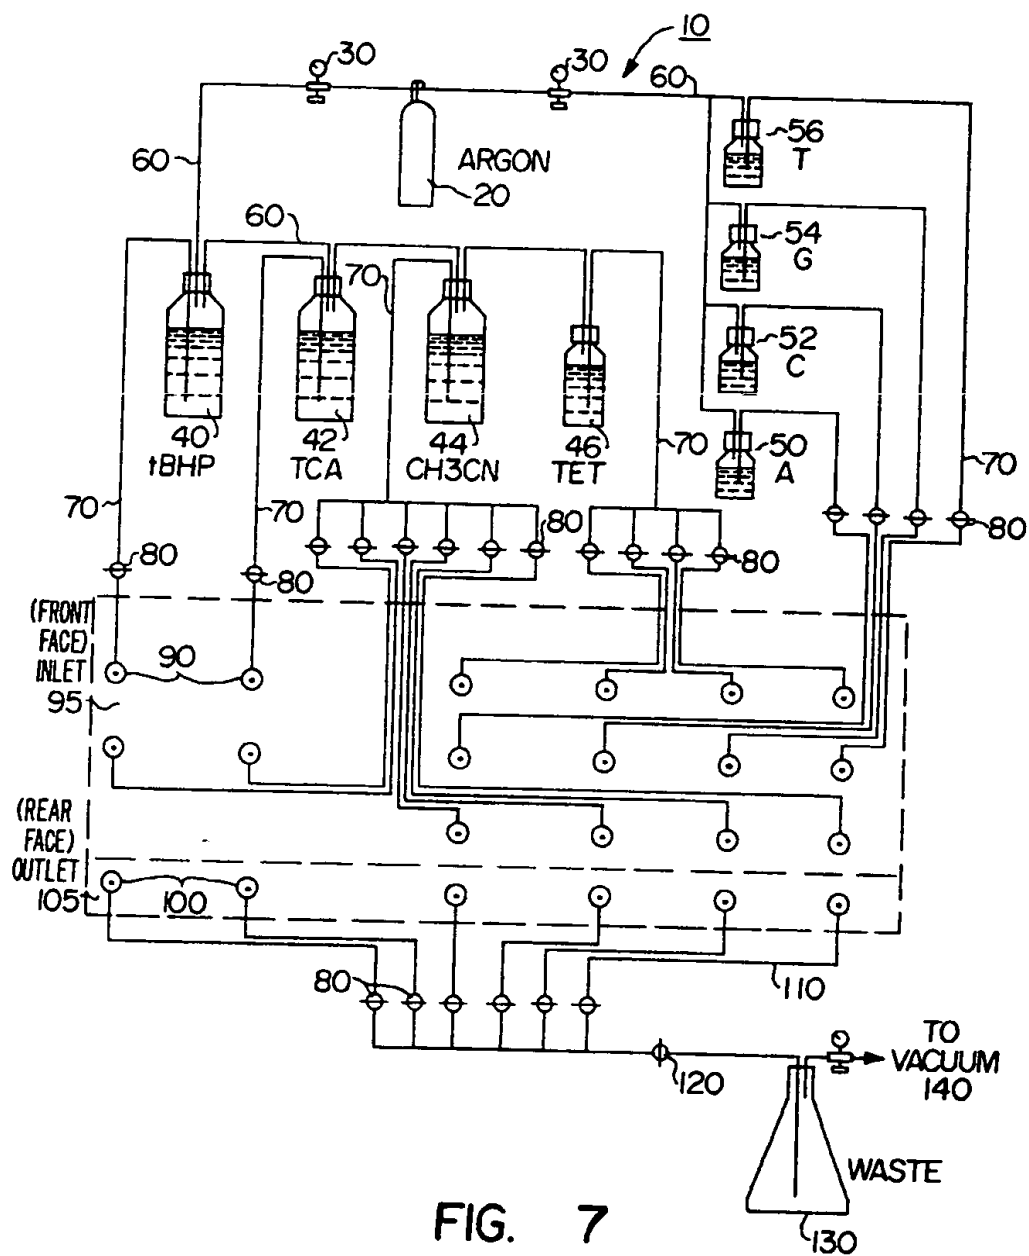 10
30
30
60
56
T
ARGON
20
60
60
54
G
70
52
C
40
tBHP
42
TCA
44
CH3CN
46
TET
70
50
A
70
70
70
80
80
80
80
80
(FRONT
FACE)
INLET
90
95
(REAR
FACE)
OUTLET
105
100
80
110
120
TO
VACUUM
140
WASTE
130
FIG. 7